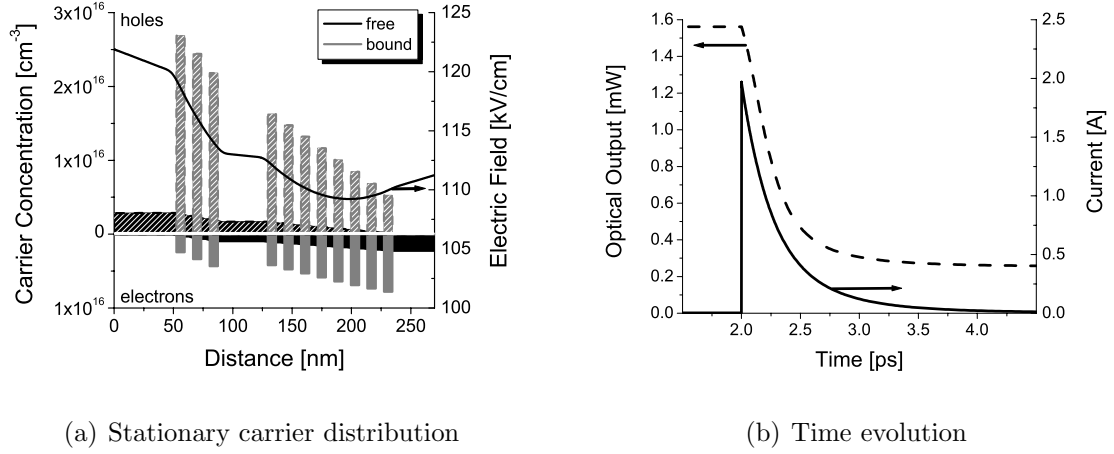 3x10^16
2x10^16
1x10^16
0
1x10^16
Carrier Concentration [cm^-3]
holes
electrons
free
bound
125
120
115
110
105
100
Electric Field [kV/cm]
0 50 100 150 200 250
Distance [nm]
(a) Stationary carrier distribution
1.6
1.4
1.2
1.0
0.8
0.6
0.4
0.2
0.0
Optical Output [mW]
2.5
2.0
1.5
1.0
0.5
0.0
Current [A]
2.0 2.5 3.0 3.5 4.0
Time [ps]
(b) Time evolution